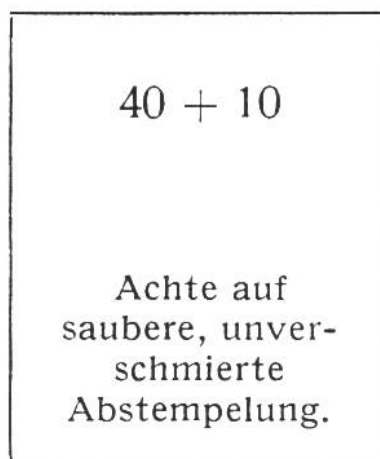 40 + 10
Achte auf
saubere, unver-
schmierte
Abstempelung.